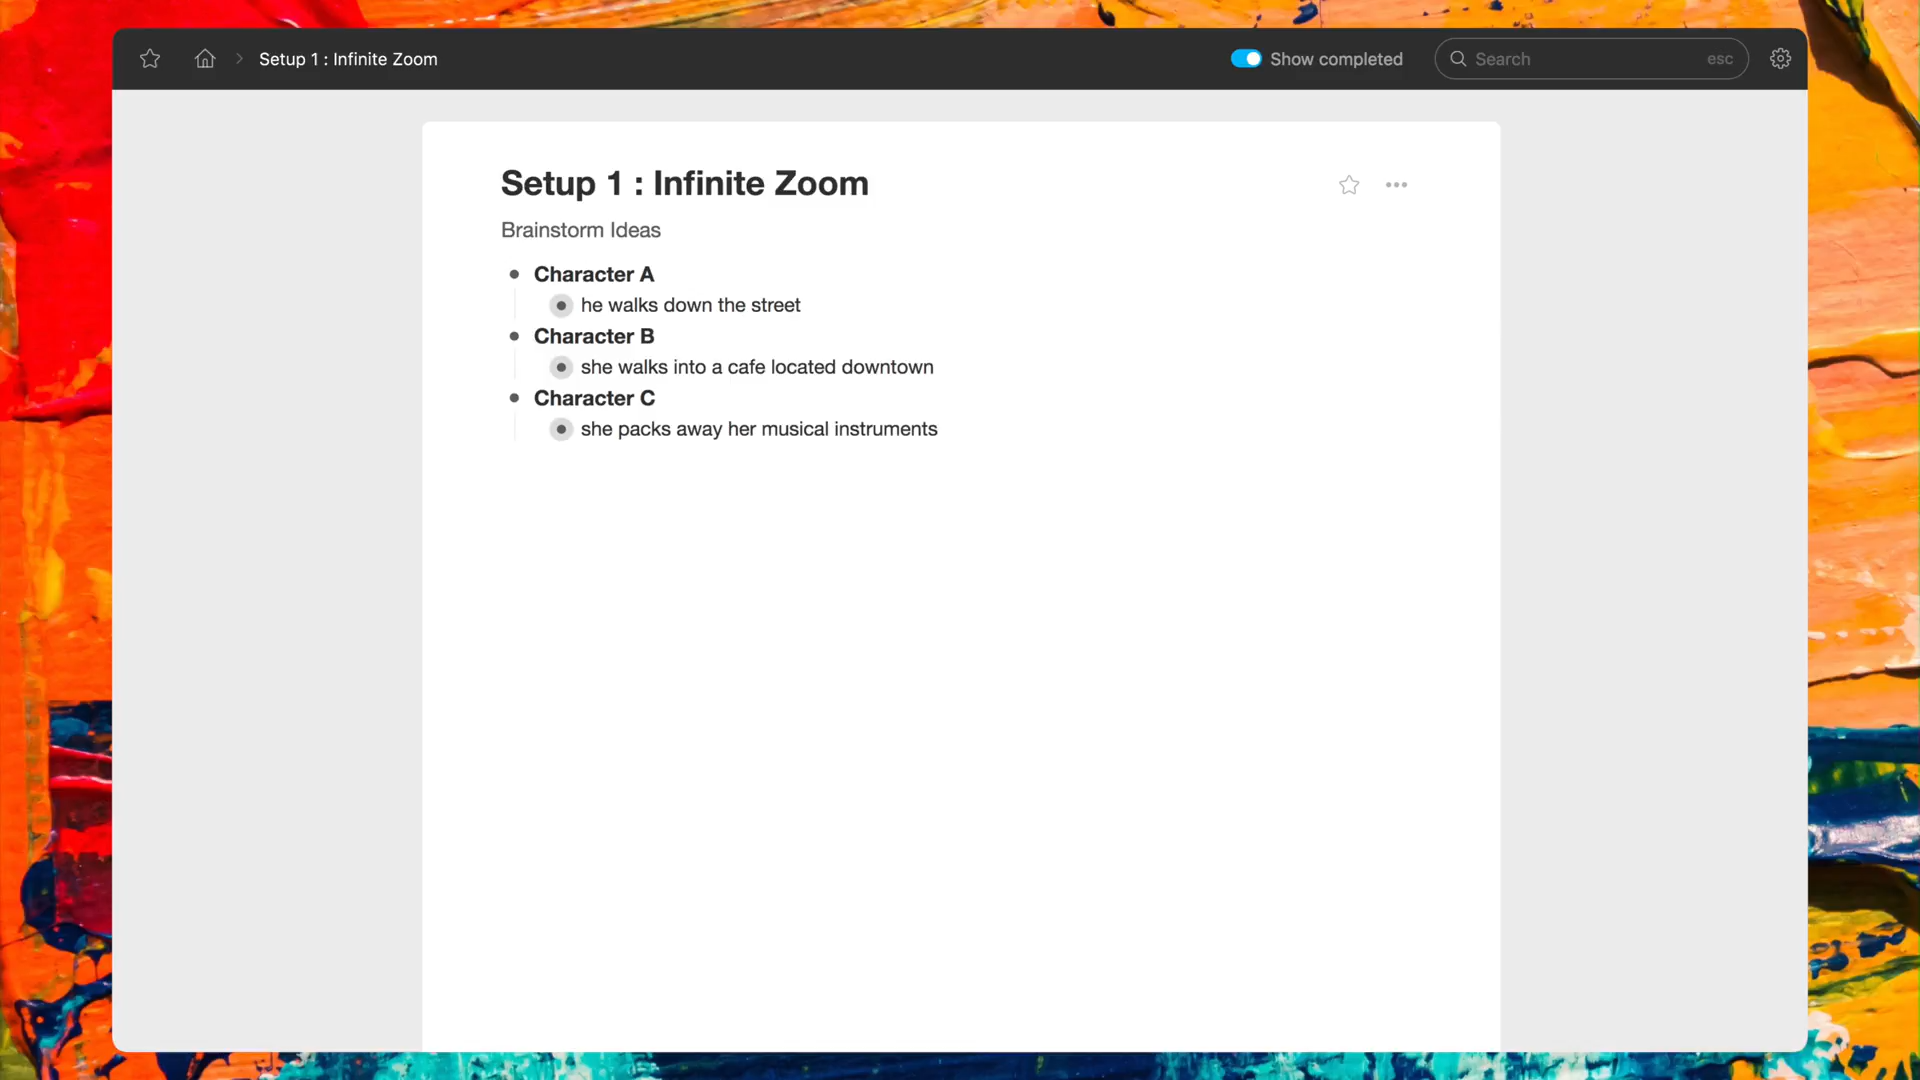 Setup 1 : Infinite Zoom
Show completed
Search
esc
Setup 1 : Infinite Zoom
Brainstorm Ideas
Character A
he walks down the street
Character B
she walks into a cafe located downtown
Character C
she packs away her musical instruments